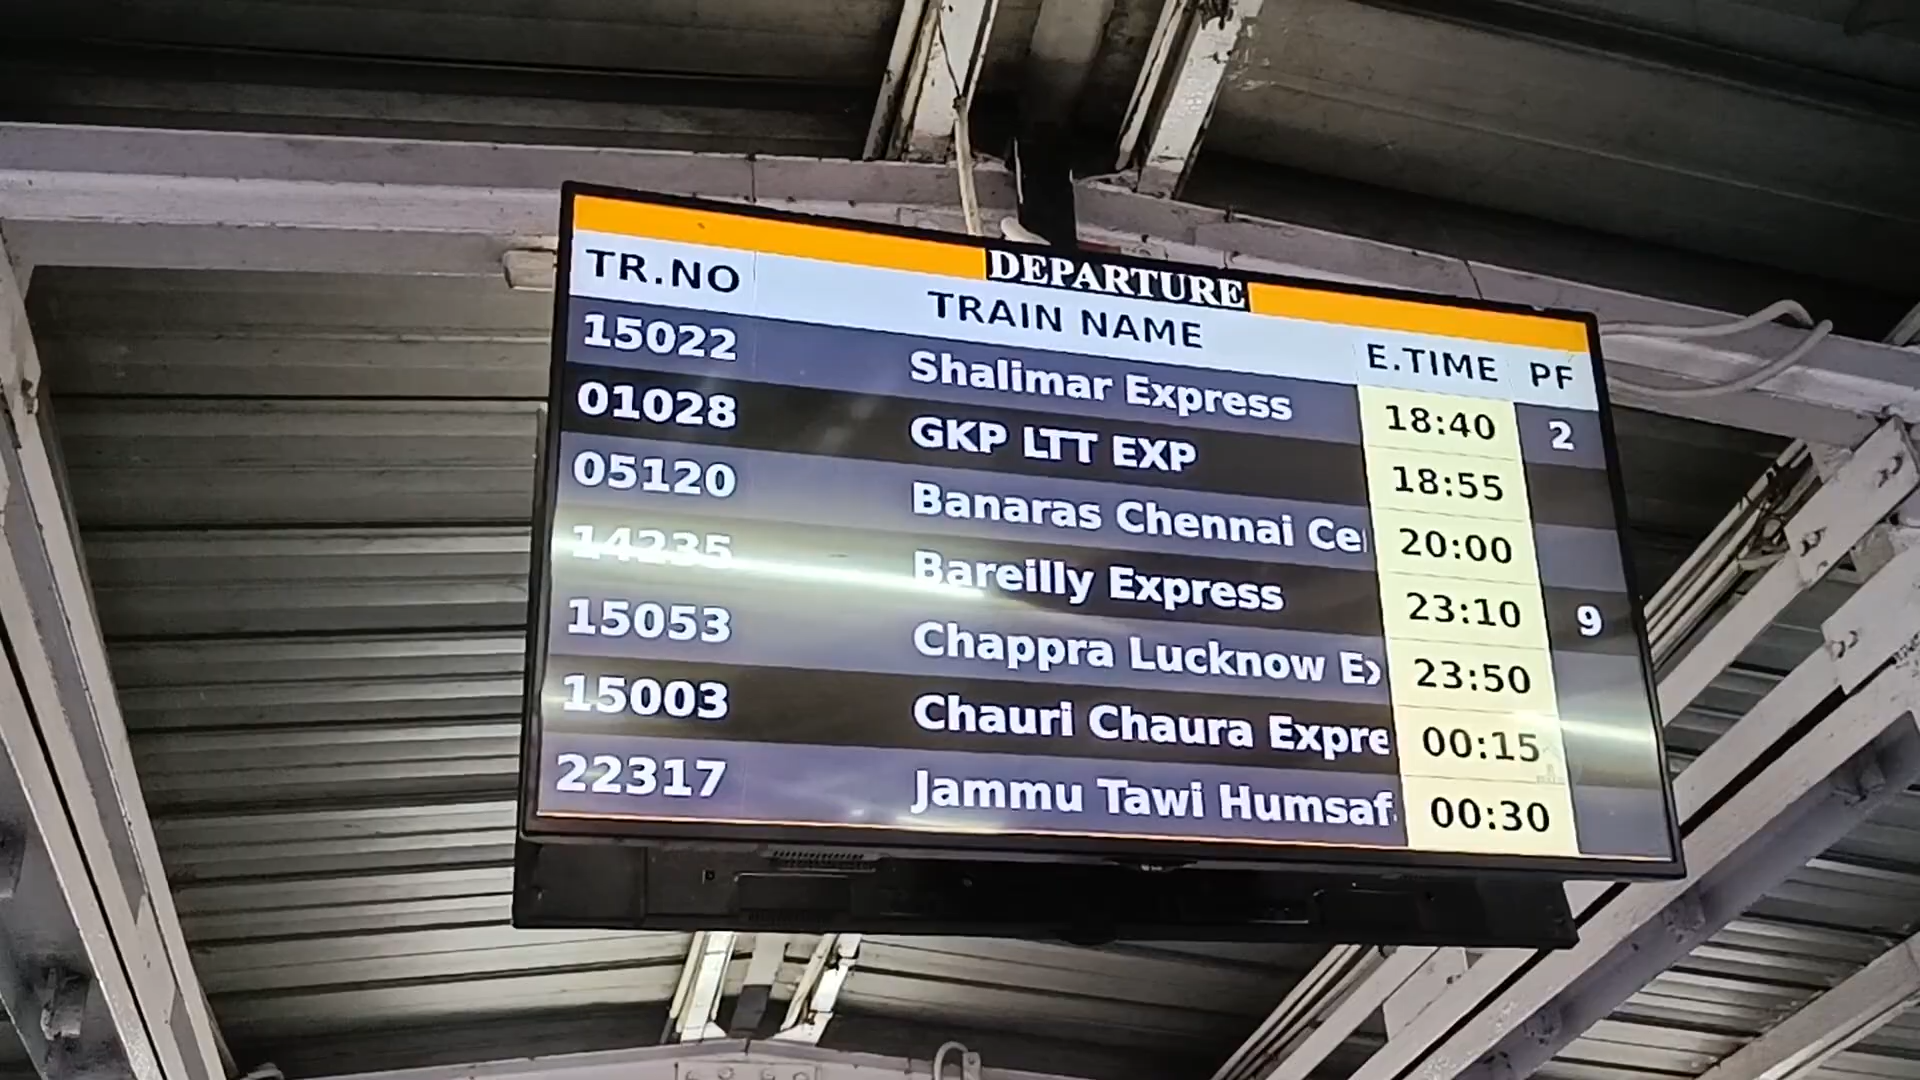 DEPARTURE
TR.NO TRAIN NAME E.TIME PF
15022 Shalimar Express 18:40 2
01028 GKP LTT EXP 18:55
05120 Banaras Chennai Ce 20:00
14235 Bareilly Express 23:10 9
15053 Chappra Lucknow Ex 23:50
15003 Chauri Chaura Expre 00:15
22317 Jammu Tawi Humsaf 00:30